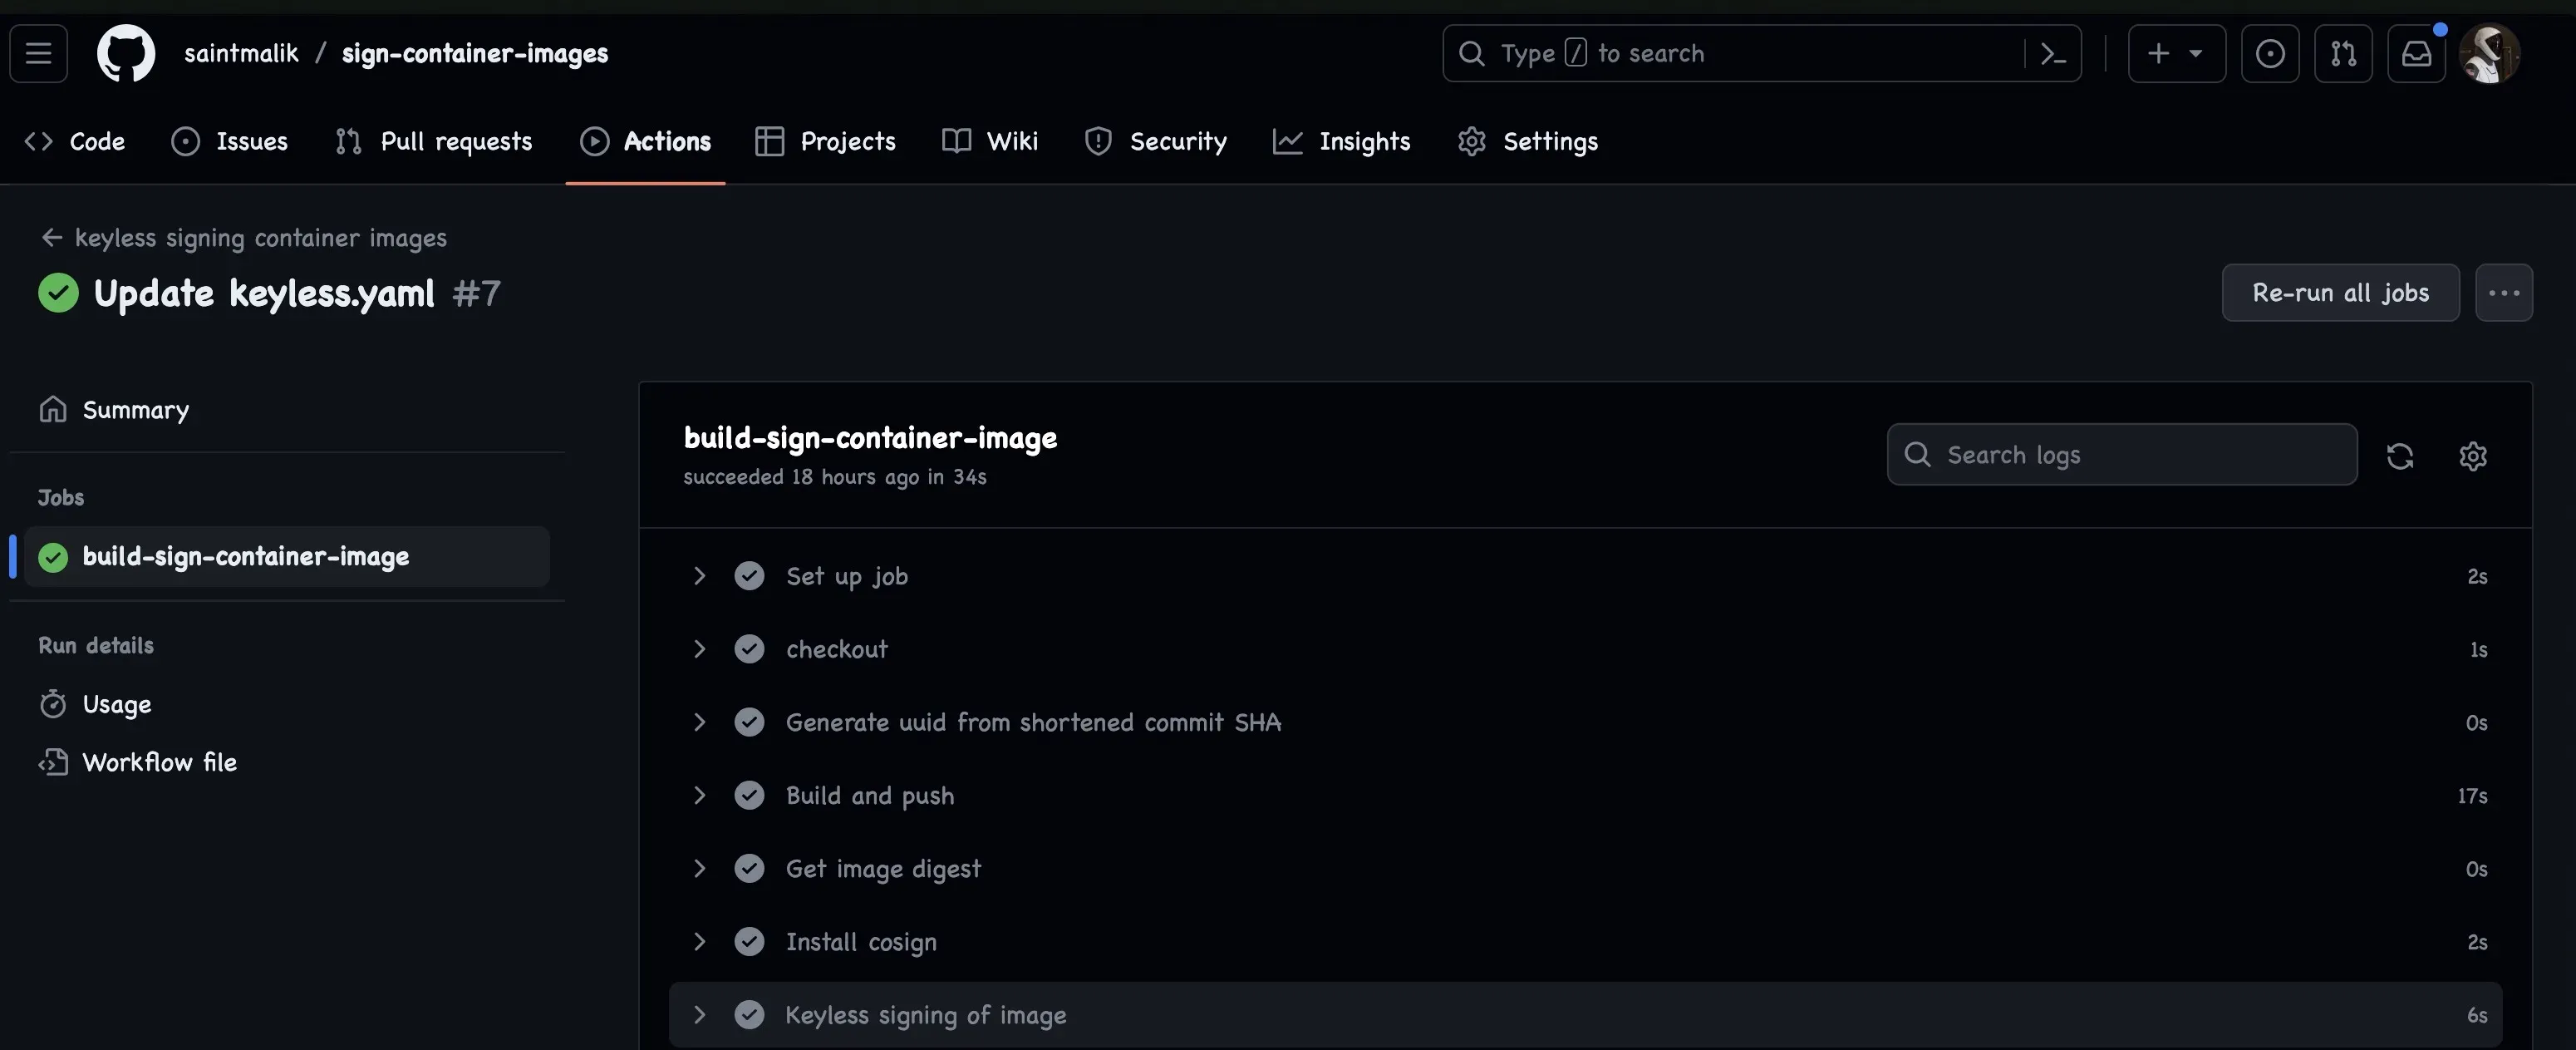 saintmalik / sign-container-images
Type / to search
Code Issues Pull requests Actions Projects Wiki Security Insights Settings
keyless signing container images
Update keyless.yaml #7
Re-run all jobs
Summary
Jobs
build-sign-container-image
Run details
Usage
Workflow file
build-sign-container-image
succeeded 18 hours ago in 34s
Search logs
Set up job 2s
checkout 1s
Generate uuid from shortened commit SHA 0s
Build and push 17s
Get image digest 0s
Install cosign 2s
Keyless signing of image 6s